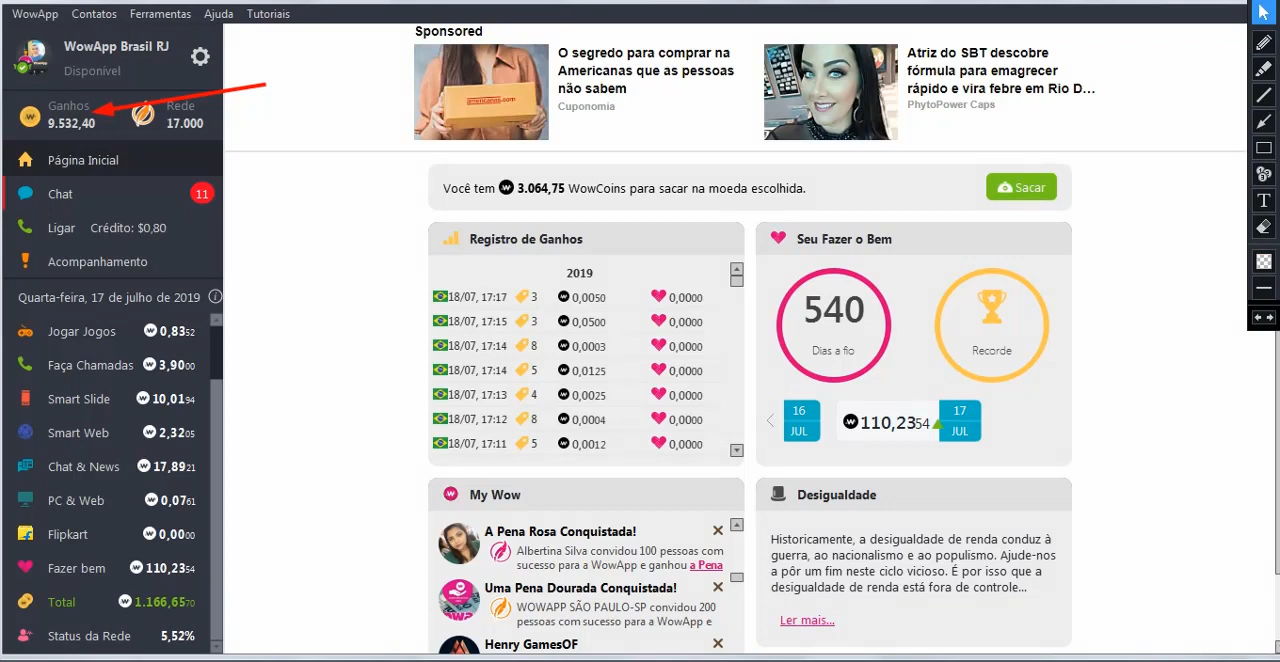 WowApp Contatos Ferramentas Ajuda Tutoriais
WowApp Brasil RJ
Disponível
Ganhos
9.532,40
Rede
17.000
Página Inicial
Chat 11
Ligar Crédito: $0,80
Acompanhamento
Quarta-feira, 17 de julho de 2019
Jogar Jogos 0,8352
Faça Chamadas 3,9000
Smart Slide 10,0194
Smart Web 2,3205
Chat & News 17,8921
PC & Web 0,0761
Flipkart 0,0000
Fazer bem 110,2354
Total 1.166,6570
Status da Rede 5,52%
Sponsored
O segredo para comprar na
Americanas que as pessoas
não sabem
Cuponomia
americanas.com
Atriz do SBT descobre
fórmula para emagrecer
rápido e vira febre em Rio D...
PhytoPower Caps
Você tem 3.064,75 WowCoins para sacar na moeda escolhida.
Sacar
Registro de Ganhos
2019
18/07, 17:17 3 0,0050 0,0000
18/07, 17:15 3 0,0500 0,0000
18/07, 17:14 8 0,0003 0,0000
18/07, 17:14 5 0,0125 0,0000
18/07, 17:13 4 0,0025 0,0000
18/07, 17:12 8 0,0004 0,0000
18/07, 17:11 5 0,0012 0,0000
Seu Fazer o Bem
540
Dias a fio
Recorde
16
JUL
110,2354
17
JUL
My Wow
A Pena Rosa Conquistada!
Albertina Silva convidou 100 pessoas com
sucesso para a WowApp e ganhou a Pena
Uma Pena Dourada Conquistada!
WOWAPP SÃO PAULO-SP convidou 200
pessoas com sucesso para a WowApp e
Henry GamesOF
Desigualdade
Historicamente, a desigualdade de renda conduz à
guerra, ao nacionalismo e ao populismo. Ajude-nos
a pôr um fim neste ciclo vicioso. É por isso que a
desigualdade de renda está fora de controle...
Ler mais...
T